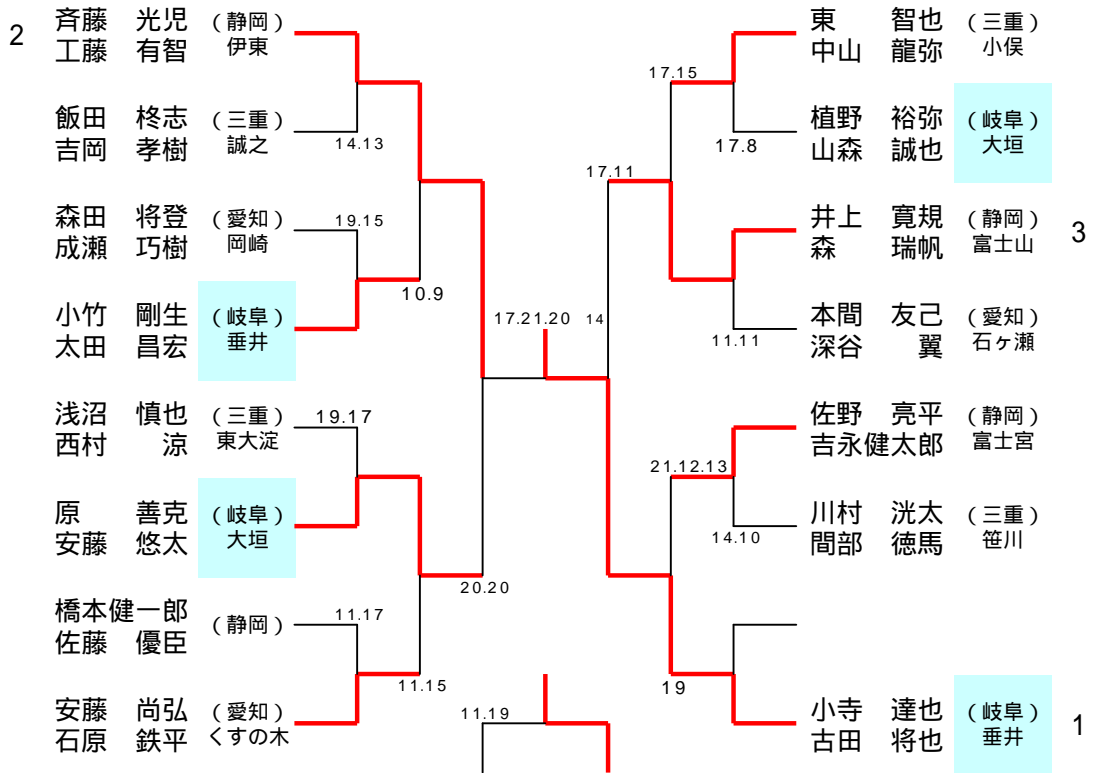 2
斉藤 光児 (静岡)
工藤 有智 伊東
14.13
飯田 柊志 (三重)
吉岡 孝樹 誠之
森田 将登 (愛知)
成瀬 巧樹 岡崎
19.15
10.9
小竹 剛生 (岐阜)
太田 昌宏 垂井
浅沼 慎也 (三重)
西村 涼 東大淀
19.17
原 善克 (岐阜)
安藤 悠太 大垣
20.20
橋本健一郎 (静岡)
佐藤 優臣
11.17
11.15
安藤 尚弘 (愛知)
石原 鉄平 くすの木
17.21.20
14
11.19
東 智也 (三重)
中山 龍弥 小俣
17.15
17.8
植野 裕弥 (岐阜)
山森 誠也 大垣
17.11
井上 寛規 (静岡)
森 瑞帆 富士山
3
11.11
本間 友己 (愛知)
深谷 翼 石ヶ瀬
佐野 亮平 (静岡)
吉永健太郎 富士宮
21.12.13
14.10
川村 洸太 (三重)
間部 徳馬 笹川
19
小寺 達也 (岐阜)
古田 将也 垂井
1